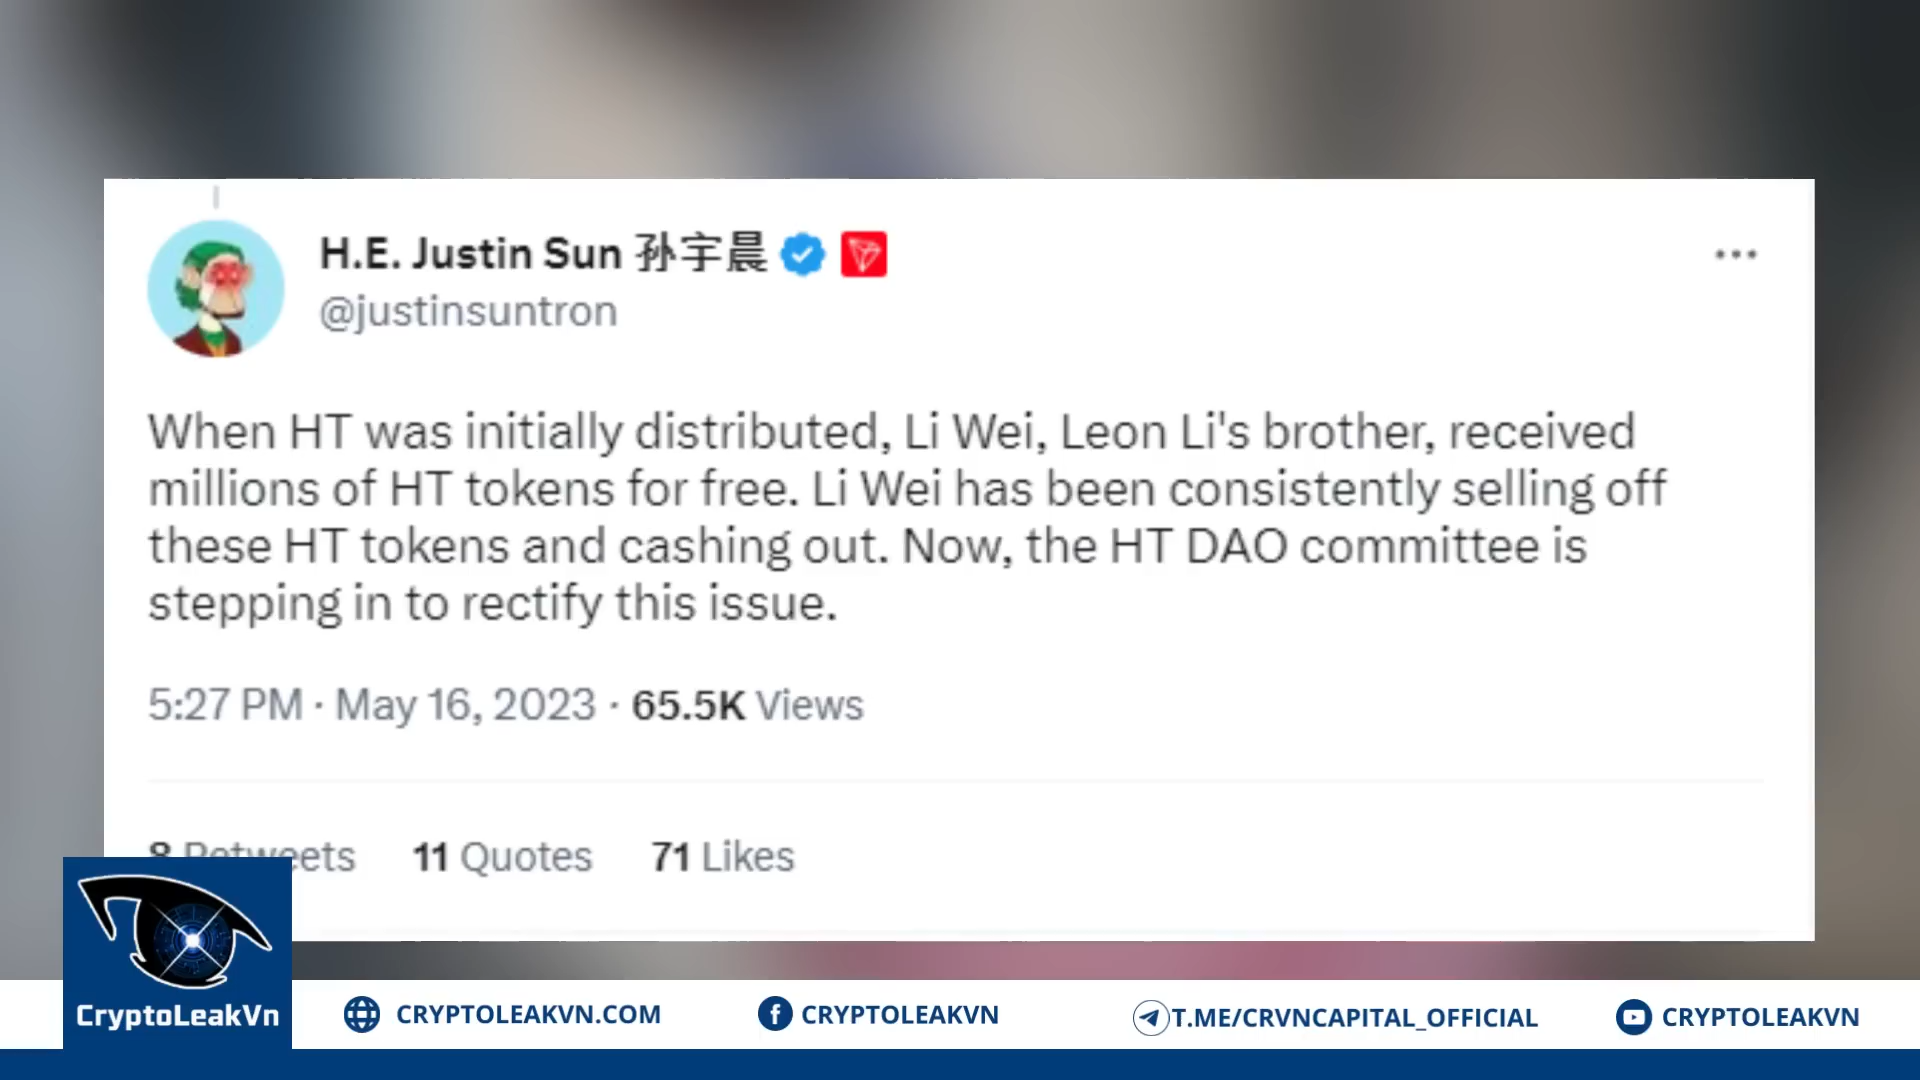 H.E. Justin Sun 孙宇晨
@justinsuntron
When HT was initially distributed, Li Wei, Leon Li's brother, received
millions of HT tokens for free. Li Wei has been consistently selling off
these HT tokens and cashing out. Now, the HT DAO committee is
stepping in to rectify this issue.
5:27 PM · May 16, 2023 · 65.5K Views
8 Retweets 11 Quotes 71 Likes
CryptoLeakVn
CRYPTOLEAKVN.COM
CRYPTOLEAKVN
T.ME/CRVNCAPITAL_OFFICIAL
CRYPTOLEAKVN